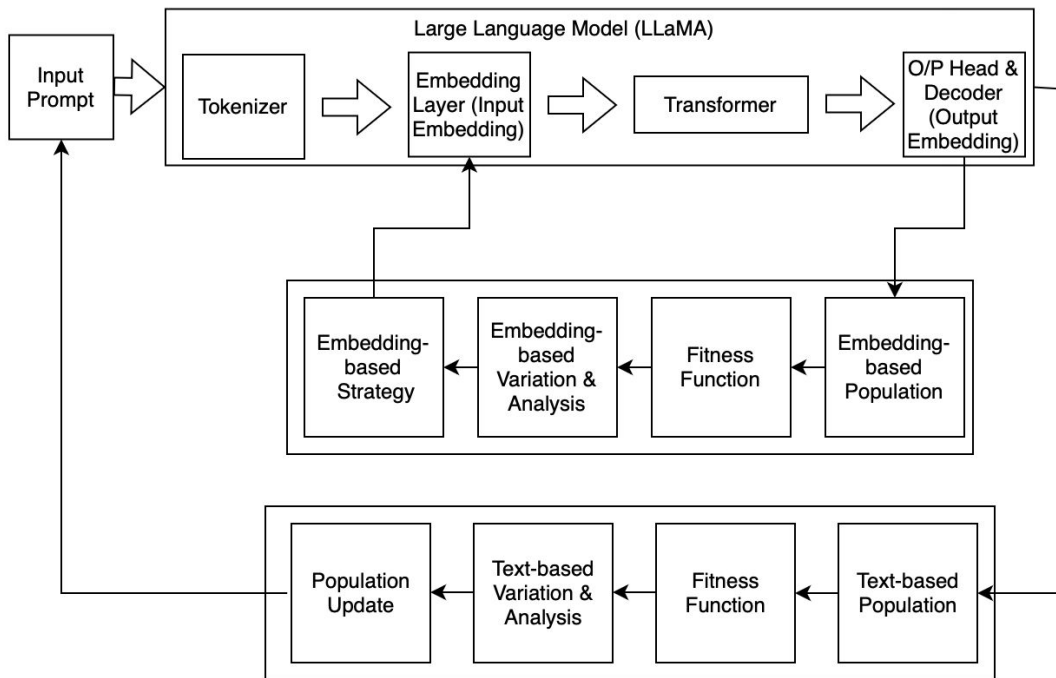 Large Language Model (LLaMA)
Input
Prompt
Tokenizer
Embedding
Layer (Input
Embedding)
Transformer
O/P Head &
Decoder
(Output
Embedding)
Embedding-
based
Strategy
Embedding-
based
Variation &
Analysis
Fitness
Function
Embedding-
based
Population
Population
Update
Text-based
Variation &
Analysis
Fitness
Function
Text-based
Population